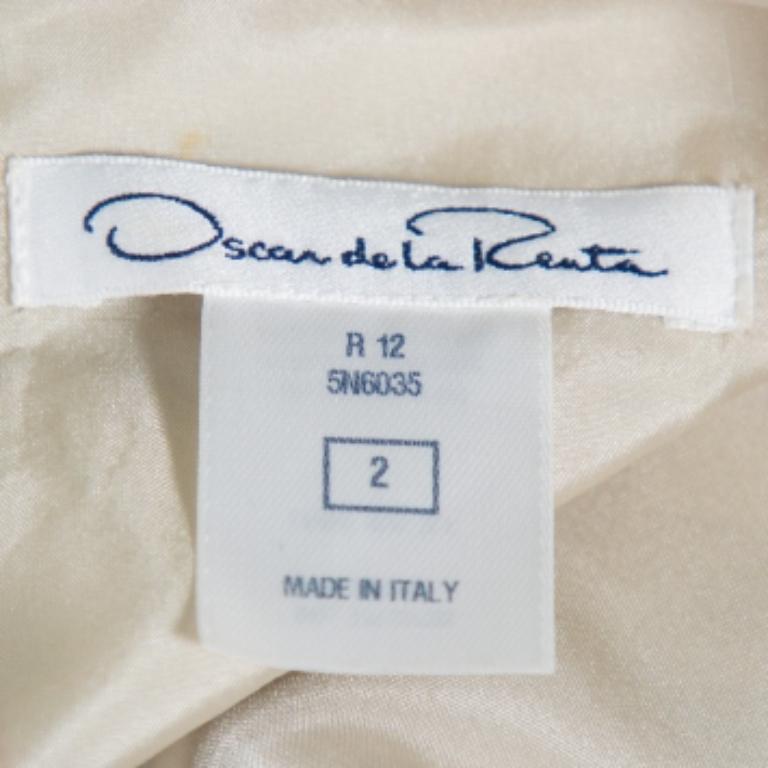 Oscar de la Renta
R 12
5N6035
2
MADE IN ITALY